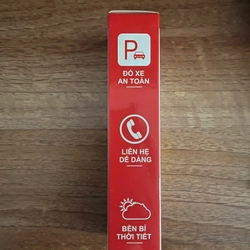 P
ĐỖ XE
AN TOÀN
LIÊN HỆ
DỄ DÀNG
BỀN BỈ
THỜI TIẾT